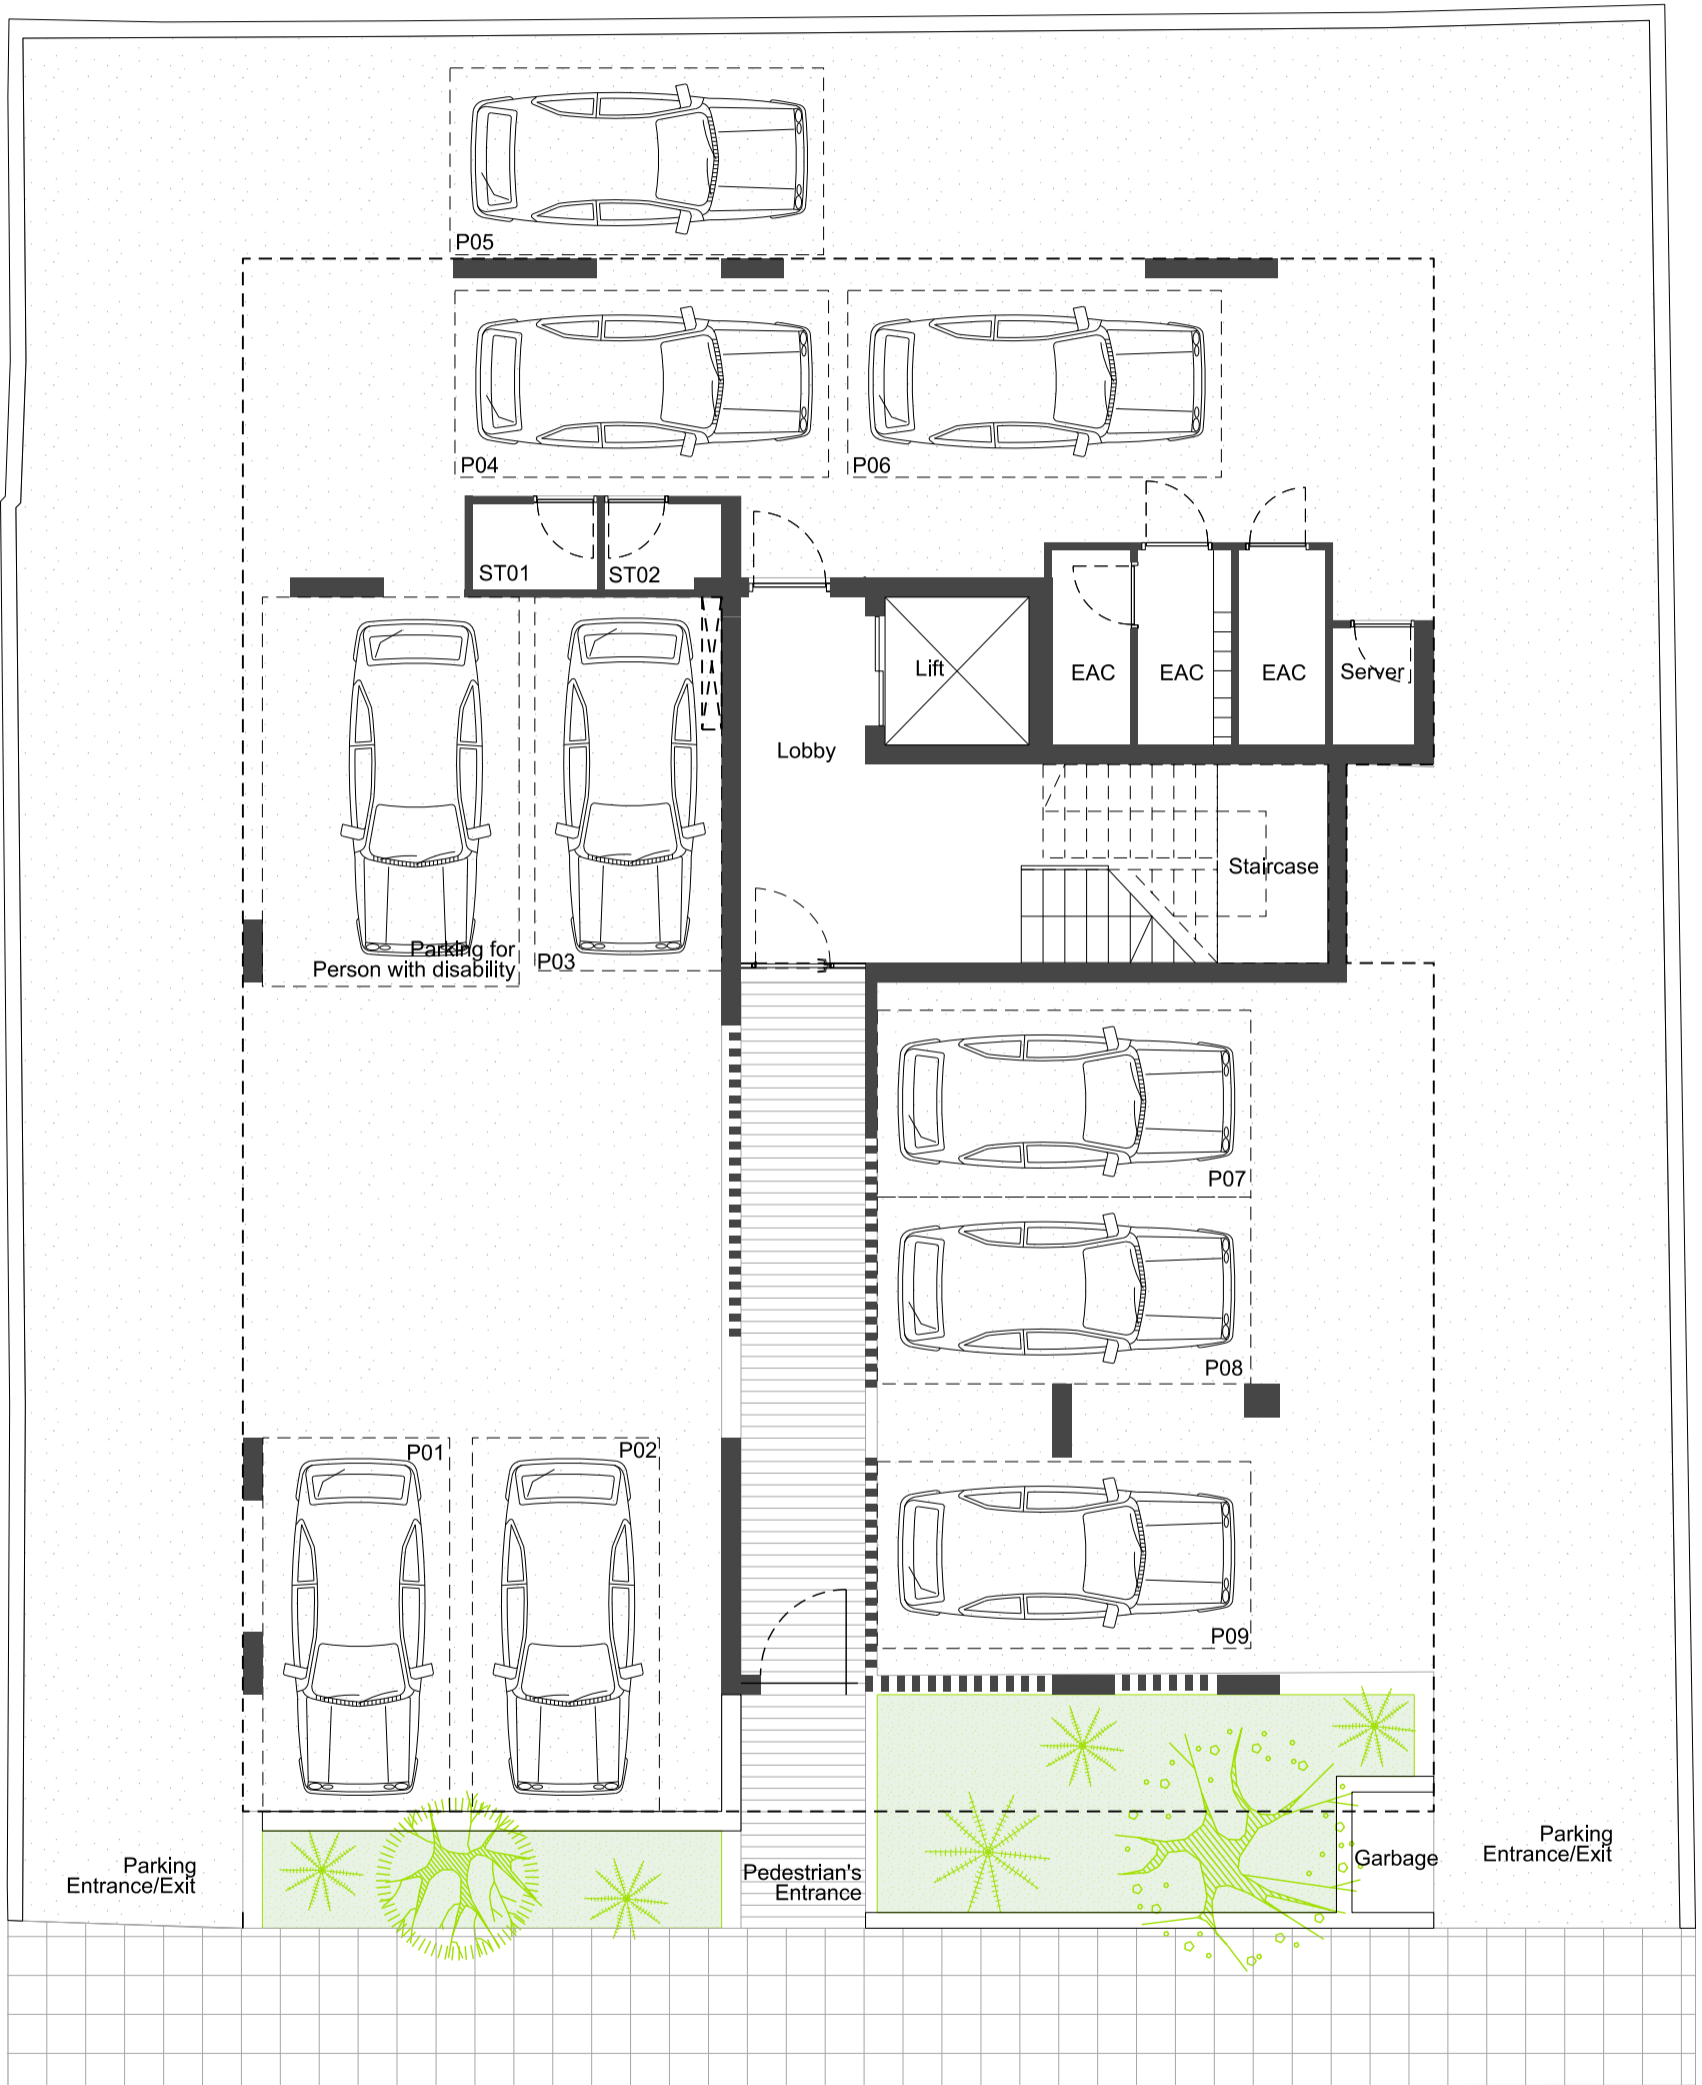 P05
P04
P06
ST01
ST02
Lift
EAC
EAC
EAC
Server
Lobby
Staircase
Parking for
Person with disability
P03
P07
P08
P01
P02
P09
Parking
Entrance/Exit
Pedestrian's
Entrance
Garbage
Parking
Entrance/Exit